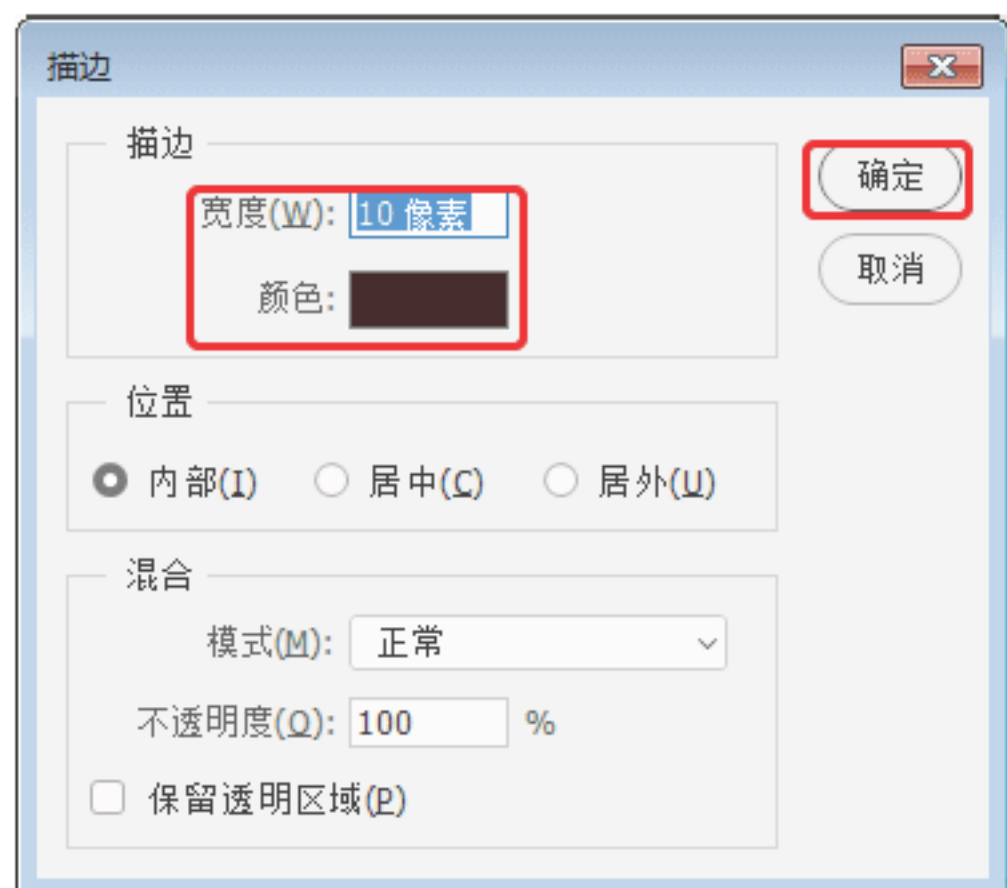 描边
描边
确定
宽度(W): 10 像素
取消
颜色:
位置
内部(I) 居中(C) 居外(U)
混合
模式(M): 正常
不透明度(O): 100 %
保留透明区域(P)